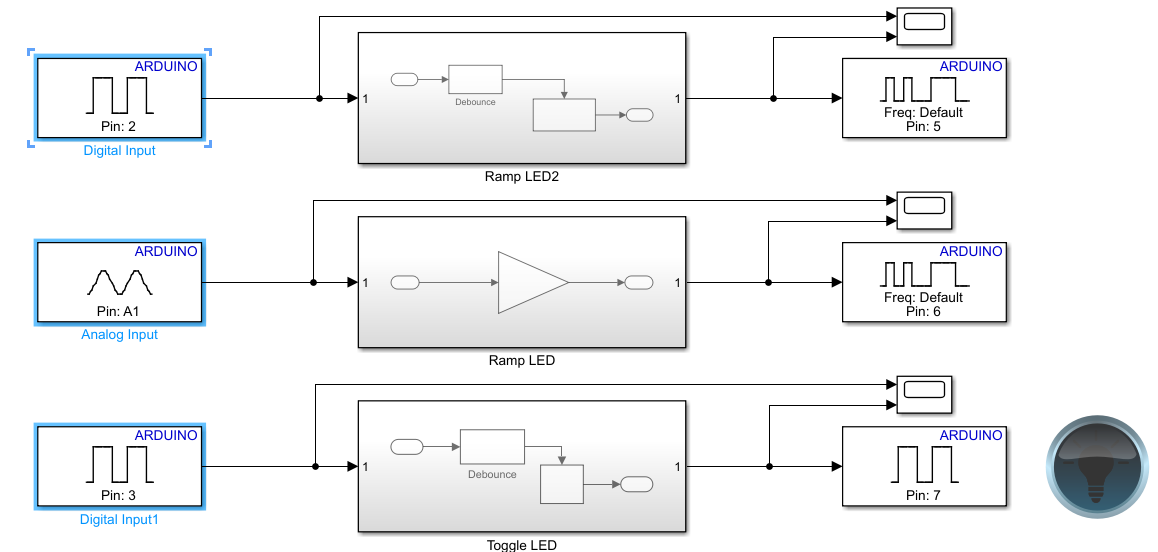 ARDUINO
Pin: 2
Digital Input
1
Debounce
1
Ramp LED2
ARDUINO
Freq: Default
Pin: 5
ARDUINO
Pin: A1
Analog Input
1
1
Ramp LED
ARDUINO
Freq: Default
Pin: 6
ARDUINO
Pin: 3
Digital Input1
1
Debounce
1
Toggle LED
ARDUINO
Pin: 7